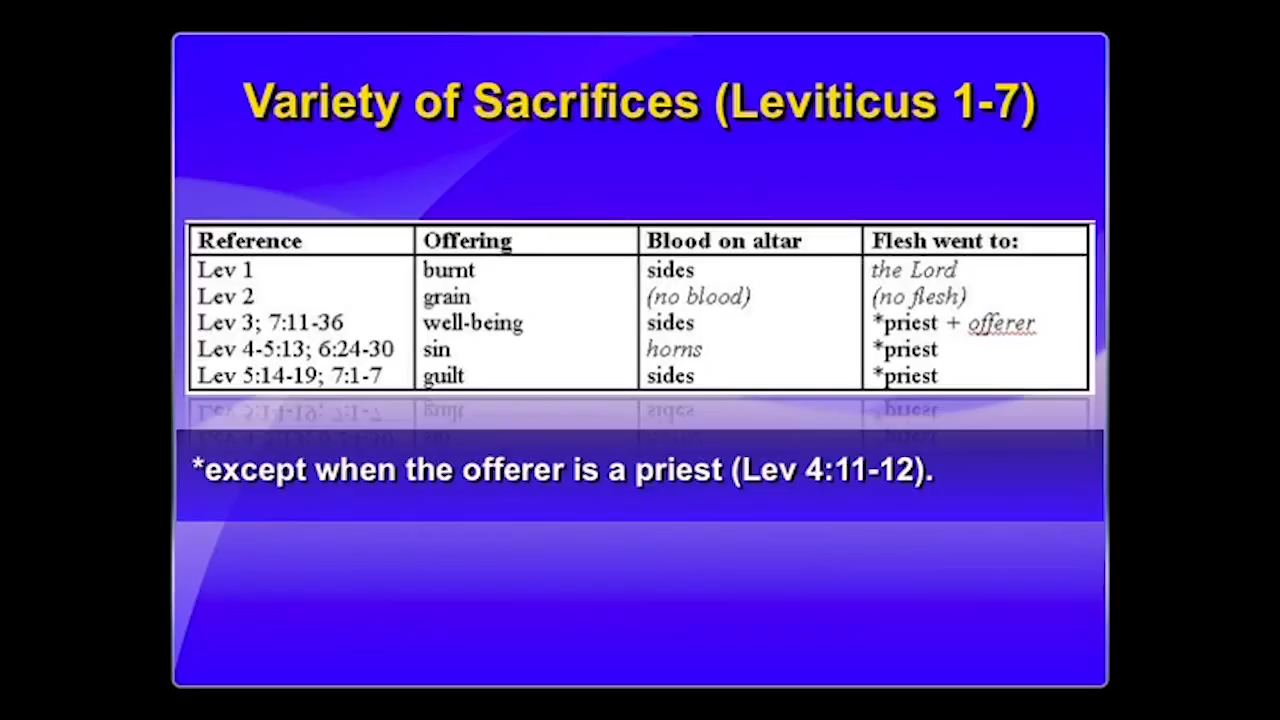 Variety of Sacrifices (Leviticus 1-7)
Reference Offering Blood on altar Flesh went to:
Lev 1 burnt sides the Lord
Lev 2 grain (no blood) (no flesh)
Lev 3; 7:11-36 well-being sides *priest + offerer
Lev 4-5:13; 6:24-30 sin horns *priest
Lev 5:14-19; 7:1-7 guilt sides *priest
*except when the offerer is a priest (Lev 4:11-12).